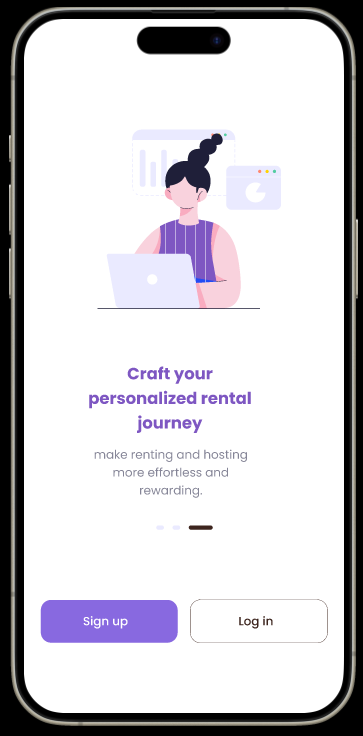 Craft your
personalized rental
journey
make renting and hosting
more effortless and
rewarding.
Sign up
Log in